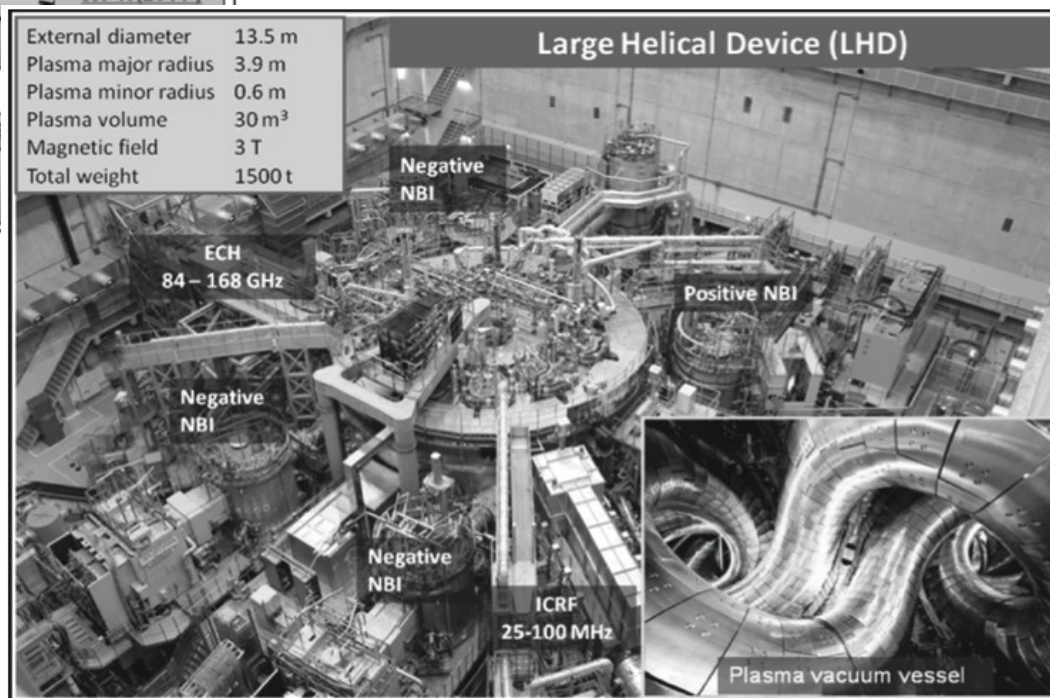 External diameter 13.5 m
Plasma major radius 3.9 m
Plasma minor radius 0.6 m
Plasma volume 30 m³
Magnetic field 3 T
Total weight 1500 t
Large Helical Device (LHD)
Negative
NBI
ECH
84 – 168 GHz
Positive NBI
Negative
NBI
Negative
NBI
ICRF
25-100 MHz
Plasma vacuum vessel